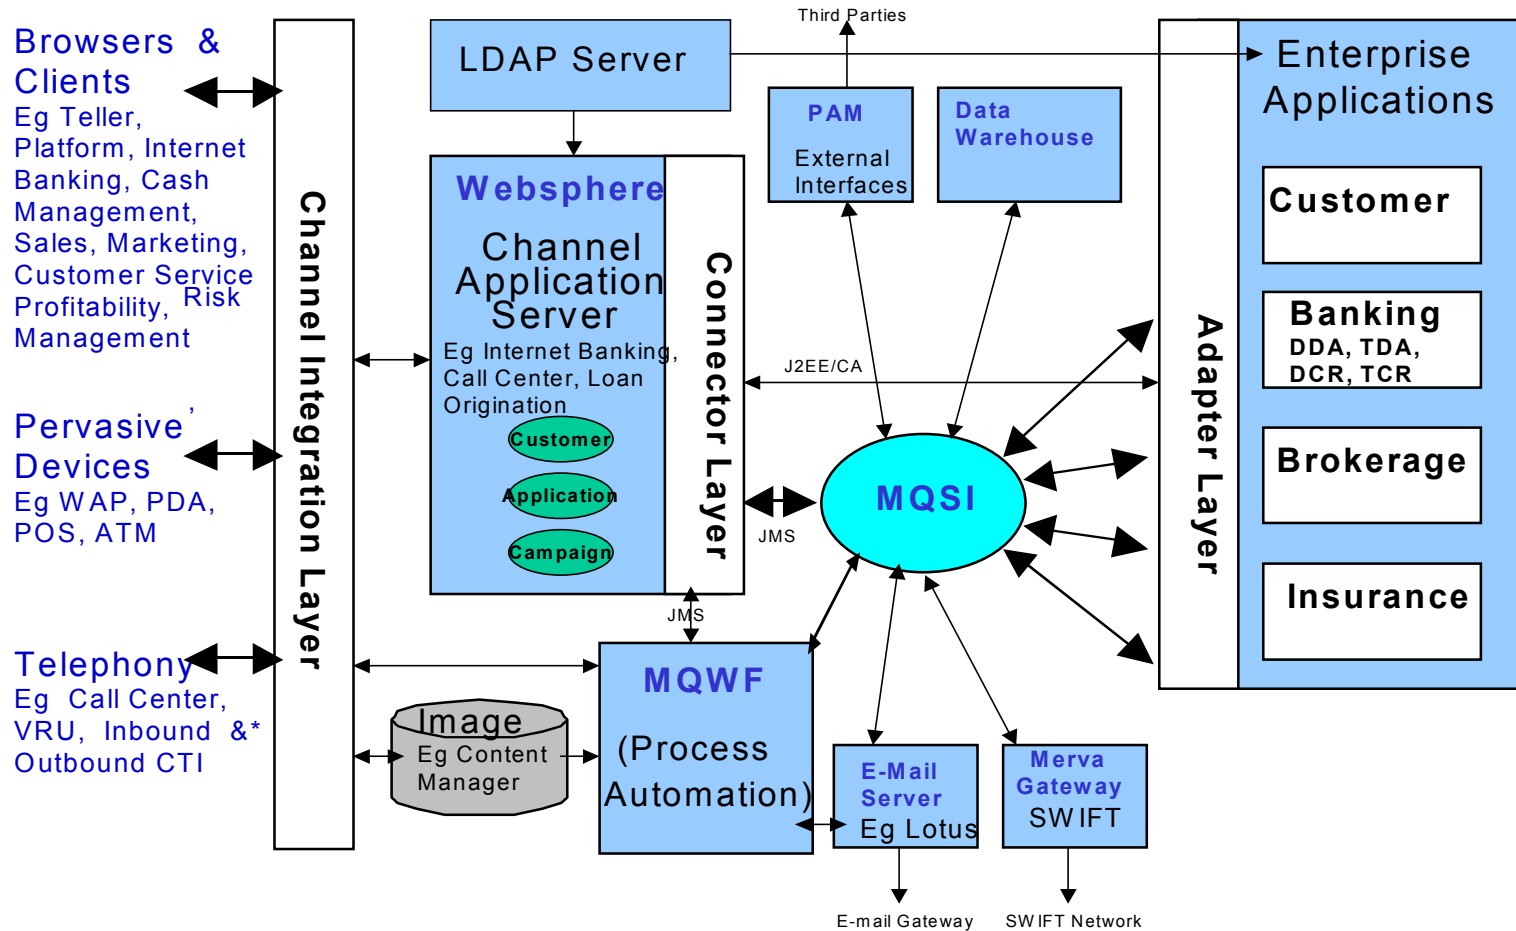 Browsers &
Clients
Eg Teller,
Platform, Internet
Banking, Cash
Management,
Sales, Marketing,
Customer Service
Profitability, Risk
Management
Pervasive ’
Devices
Eg WAP, PDA,
POS, ATM
Telephony
Eg Call Center,
VRU, Inbound &*
Outbound CTI
Channel Integration Layer
LDAP Server
Websphere
Channel
Application
Server
Eg Internet Banking,
Call Center, Loan
Origination
Customer
Application
Campaign
Connector Layer
JMS
Image
Eg Content
Manager
MQWF
(Process
Automation)
Third Parties
PAM
External
Interfaces
Data
Warehouse
J2EE/CA
MQSI
JMS
E-Mail
Server
Eg Lotus
E-mail Gateway
Merva
Gateway
SWIFT
SWIFT Network
Adapter Layer
Enterprise
Applications
Customer
Banking
DDA, TDA,
DCR, TCR
Brokerage
Insurance